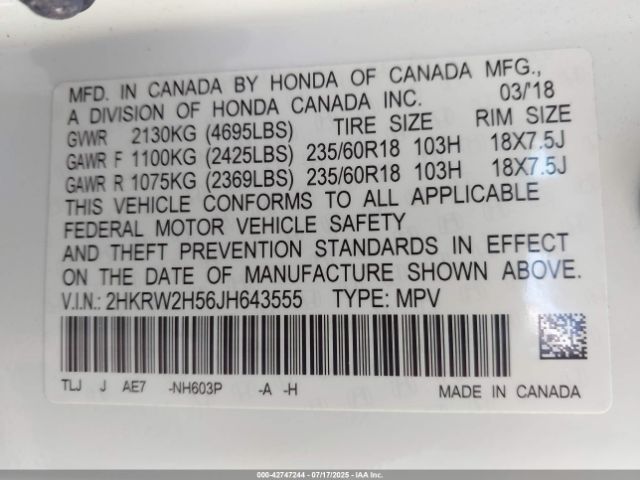 MFD. IN CANADA BY HONDA OF CANADA MFG.,
A DIVISION OF HONDA CANADA INC. 03/'18
GVWR 2130KG (4695LBS) TIRE SIZE RIM SIZE
GAWR F 1100KG (2425LBS) 235/60R18 103H 18X7.5J
GAWR R 1075KG (2369LBS) 235/60R18 103H 18X7.5J
THIS VEHICLE CONFORMS TO ALL APPLICABLE
FEDERAL MOTOR VEHICLE SAFETY
AND THEFT PREVENTION STANDARDS IN EFFECT
ON THE DATE OF MANUFACTURE SHOWN ABOVE.
V.I.N.: 2HKRW2H56JH643555 TYPE: MPV
TLJ J AE7 -NH603P -A -H MADE IN CANADA
000-42747244 - 07/17/2025 - IAA Inc.